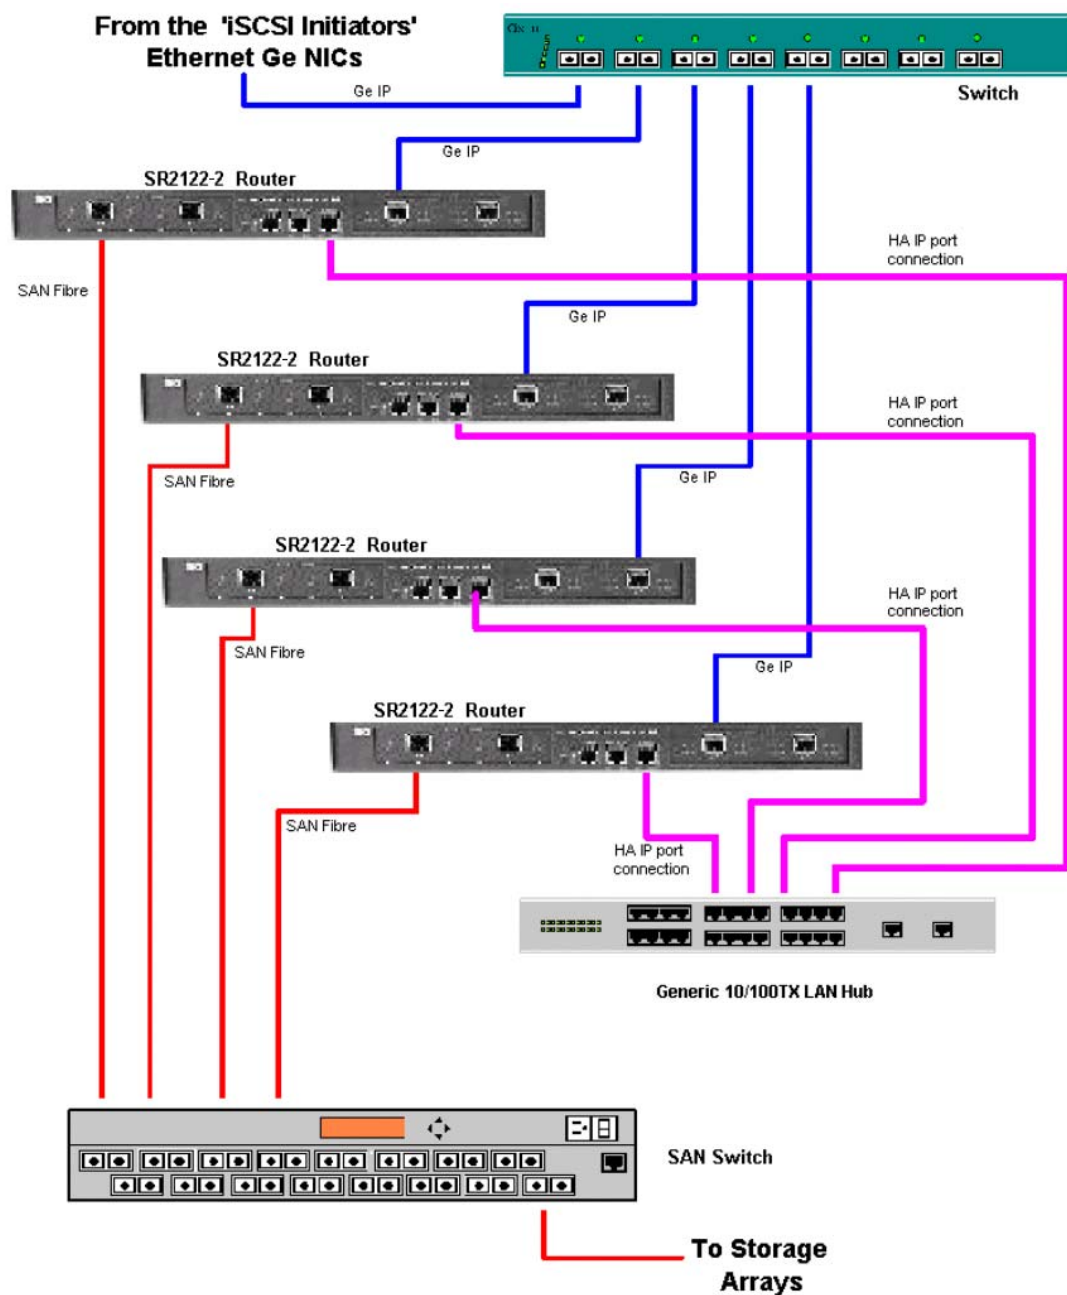 From the 'iSCSI Initiators'
Ethernet Ge NICs
Ge IP
Switch
Ge IP
SR2122-2 Router
HA IP port
connection
SAN Fibre
Ge IP
SR2122-2 Router
HA IP port
connection
SAN Fibre
Ge IP
SR2122-2 Router
HA IP port
connection
SAN Fibre
Ge IP
SR2122-2 Router
SAN Fibre
HA IP port
connection
Generic 10/100TX LAN Hub
SAN Switch
To Storage
Arrays